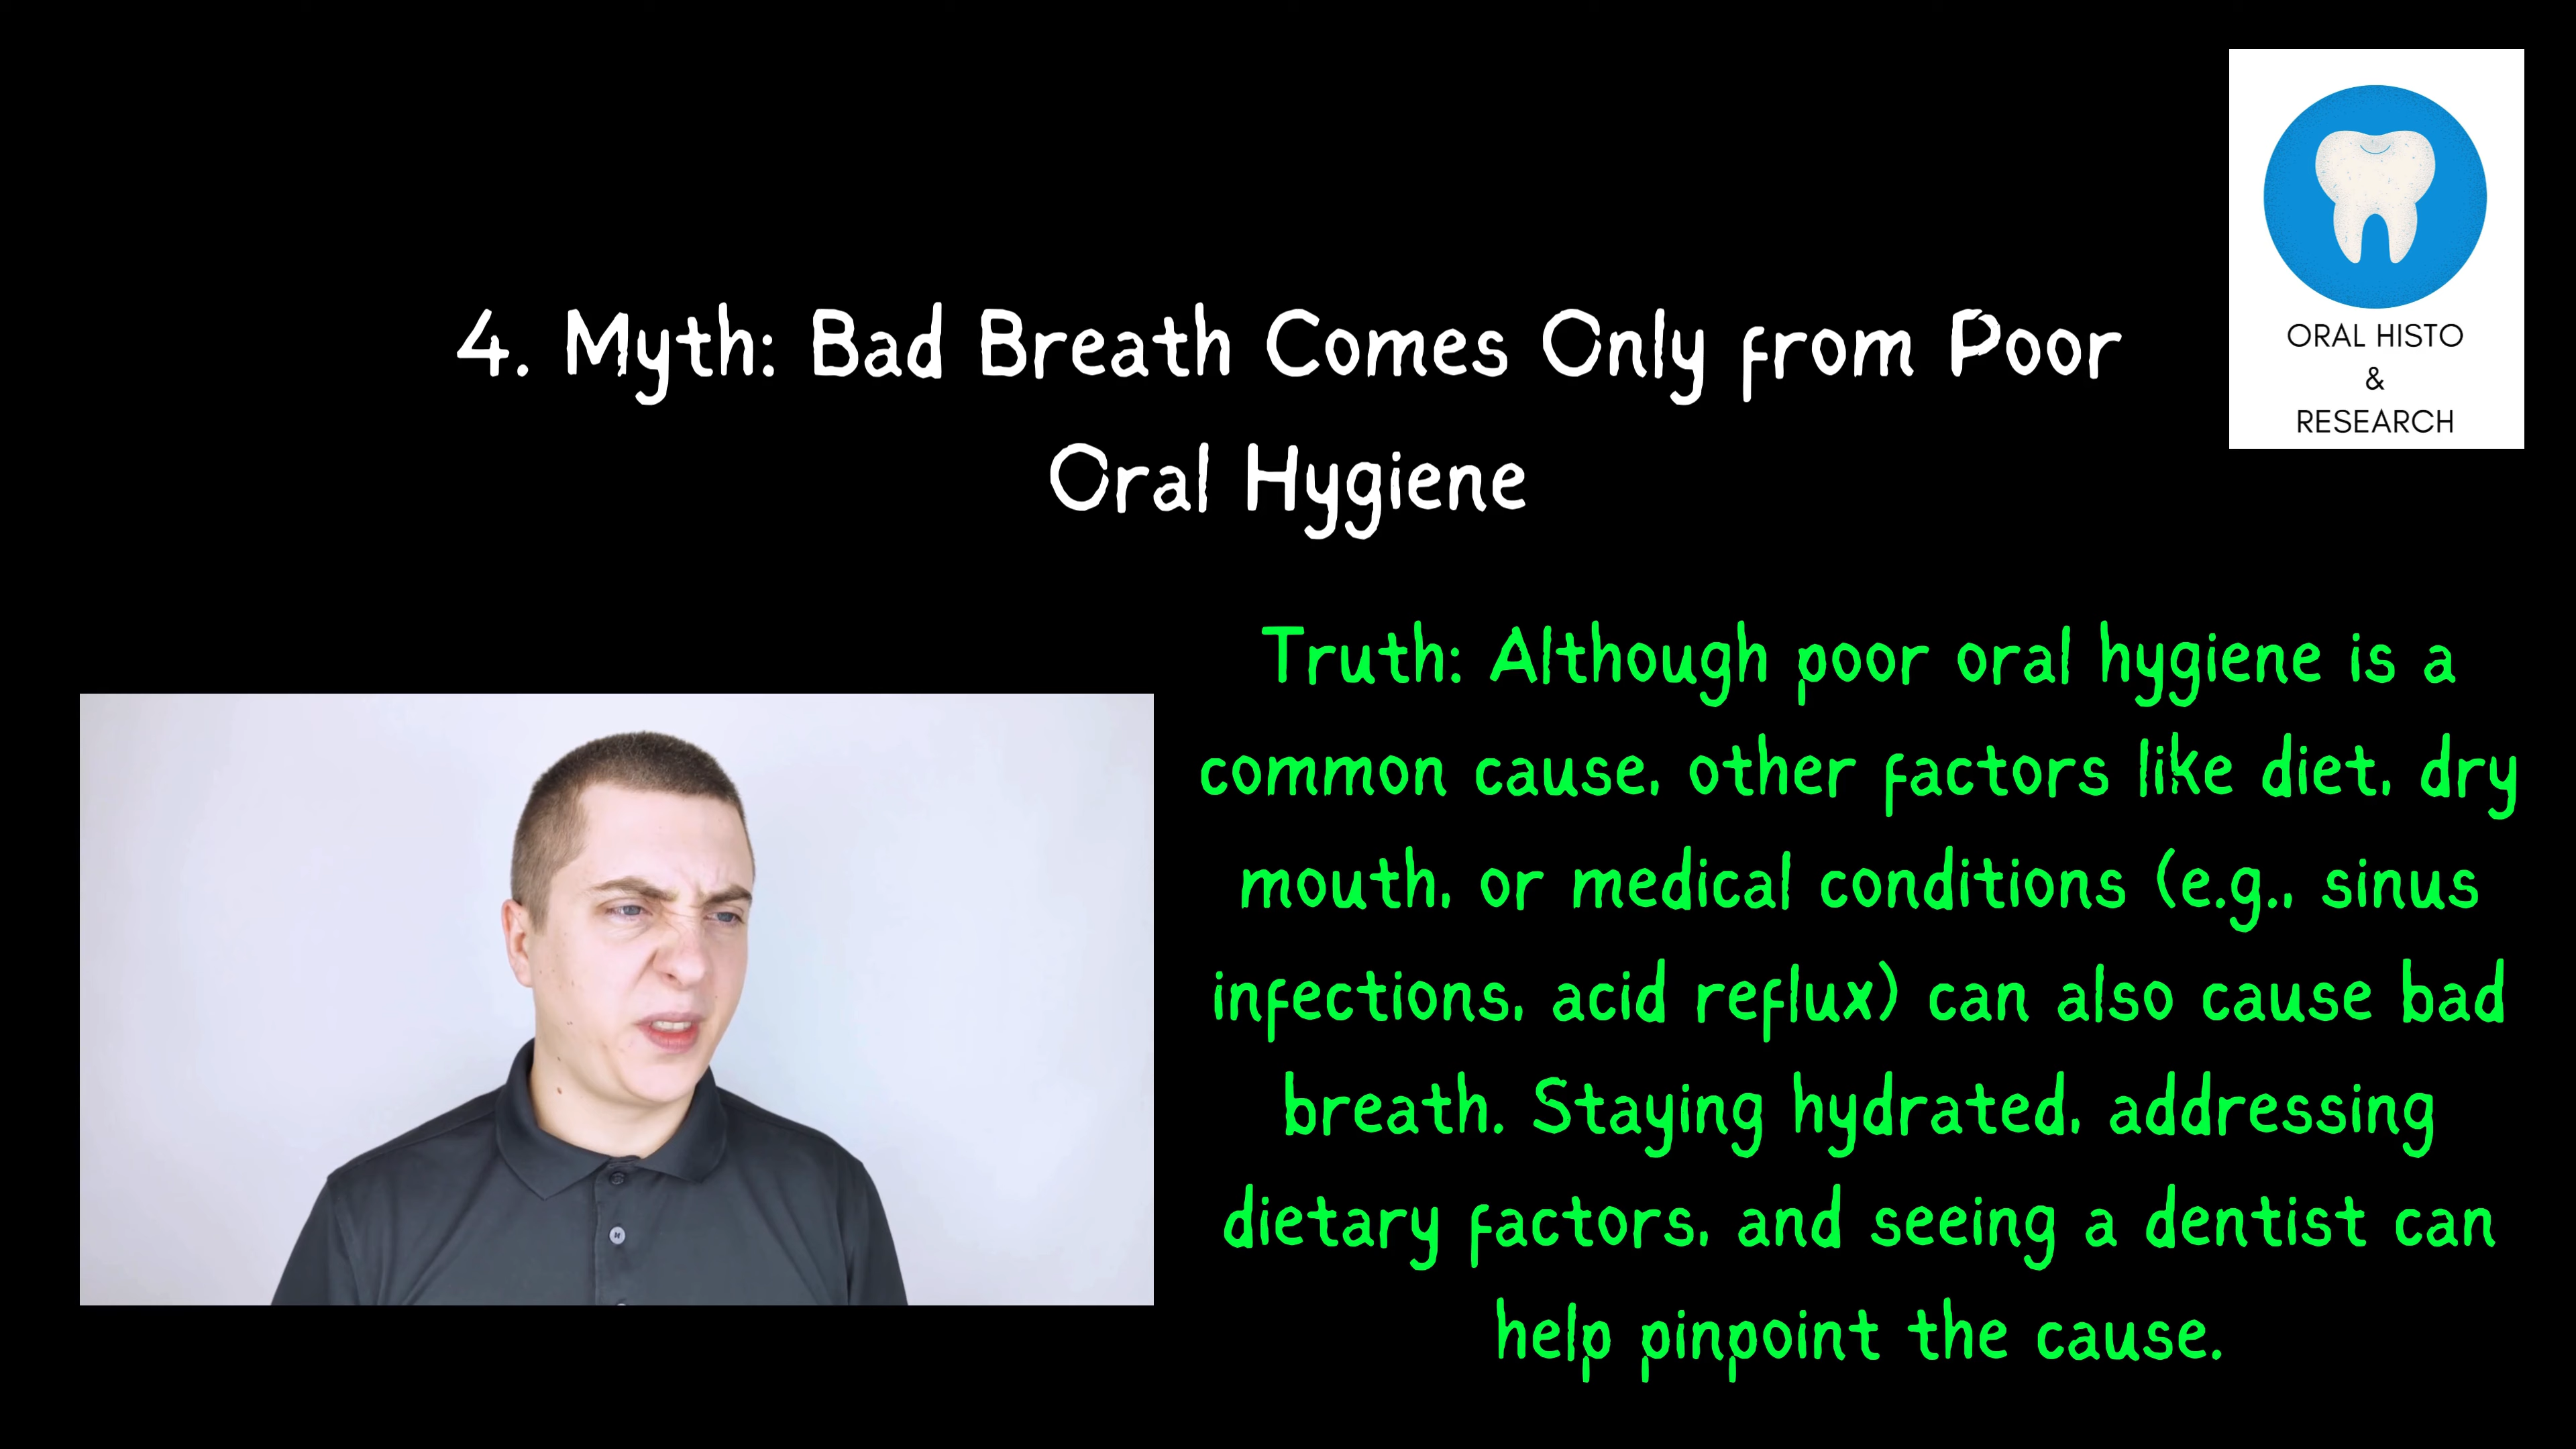 4. Myth: Bad Breath Comes Only from Poor
Oral Hygiene
ORAL HISTO
&
RESEARCH
Truth: Although poor oral hygiene is a
common cause, other factors like diet, dry
mouth, or medical conditions (e.g., sinus
infections, acid reflux) can also cause bad
breath. Staying hydrated, addressing
dietary factors, and seeing a dentist can
help pinpoint the cause.